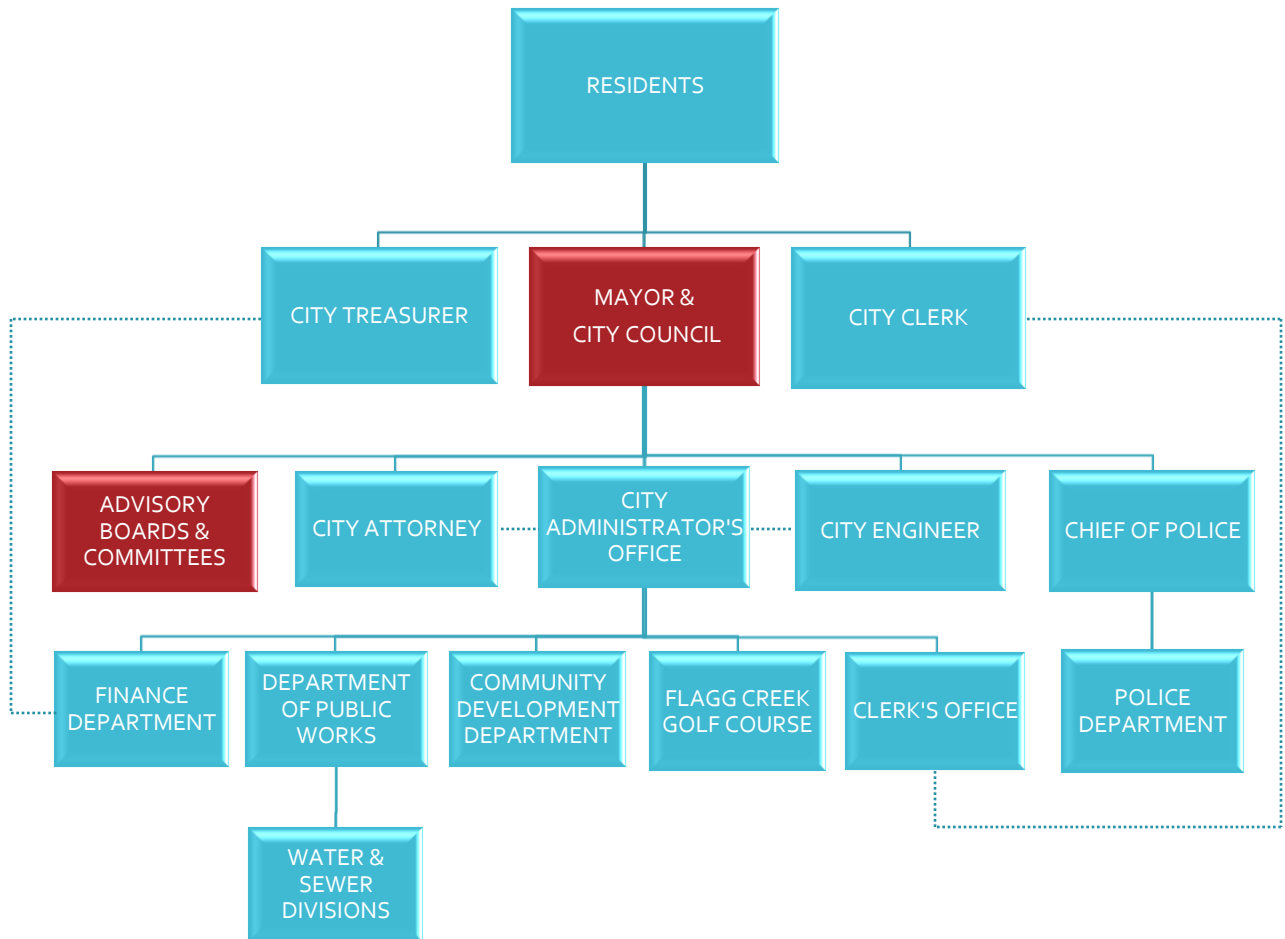 RESIDENTS
CITY TREASURER
MAYOR &
CITY COUNCIL
CITY CLERK
ADVISORY
BOARDS &
COMMITTEES
CITY ATTORNEY
CITY
ADMINISTRATOR'S
OFFICE
CITY ENGINEER
CHIEF OF POLICE
FINANCE
DEPARTMENT
DEPARTMENT
OF PUBLIC
WORKS
COMMUNITY
DEVELOPMENT
DEPARTMENT
FLAGG CREEK
GOLF COURSE
CLERK'S OFFICE
POLICE
DEPARTMENT
WATER &
SEWER
DIVISIONS